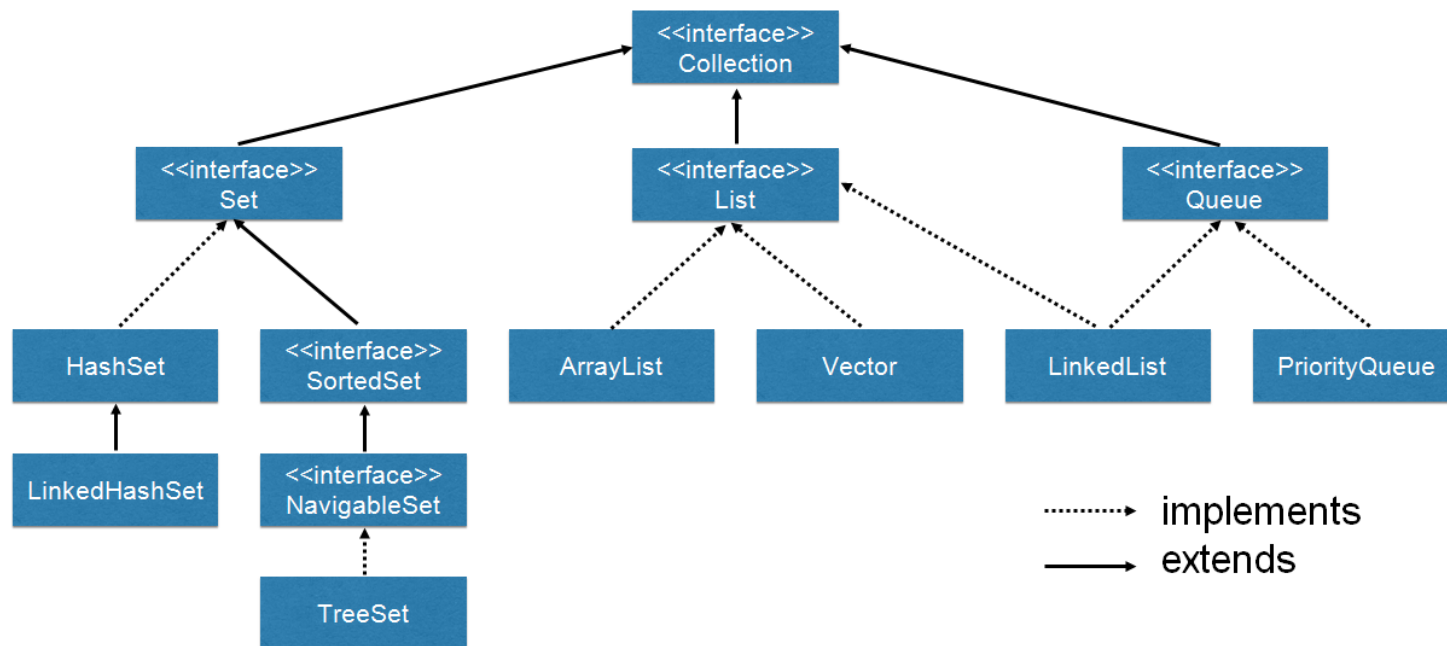 <<interface>>
Collection
<<interface>>
Set
<<interface>>
List
<<interface>>
Queue
HashSet
<<interface>>
SortedSet
ArrayList
Vector
LinkedList
PriorityQueue
LinkedHashSet
<<interface>>
NavigableSet
TreeSet
implements
extends